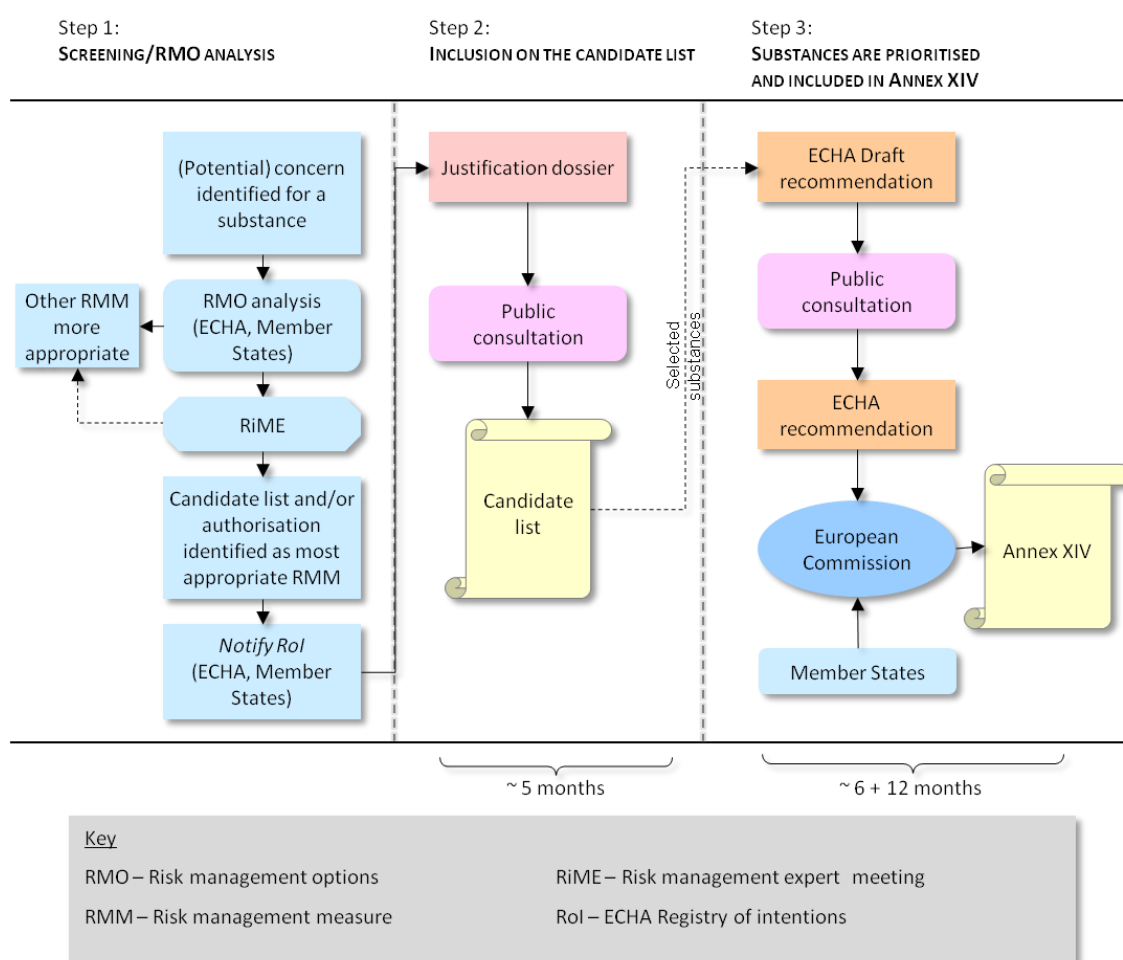 Step 1:
SCREENING/RMO ANALYSIS
Step 2:
INCLUSION ON THE CANDIDATE LIST
Step 3:
SUBSTANCES ARE PRIORITISED
AND INCLUDED IN ANNEX XIV
(Potential) concern
identified for a
substance
RMO analysis
(ECHA, Member
States)
Other RMM
more
appropriate
RiME
Candidate list and/or
authorisation
identified as most
appropriate RMM
Notify RoI
(ECHA, Member
States)
Justification dossier
Public
consultation
Candidate
list
Selected
substances
ECHA Draft
recommendation
Public
consultation
ECHA
recommendation
European
Commission
Annex XIV
Member States
~ 5 months
~ 6 + 12 months
Key
RMO – Risk management options
RiME – Risk management expert meeting
RMM – Risk management measure
RoI – ECHA Registry of intentions